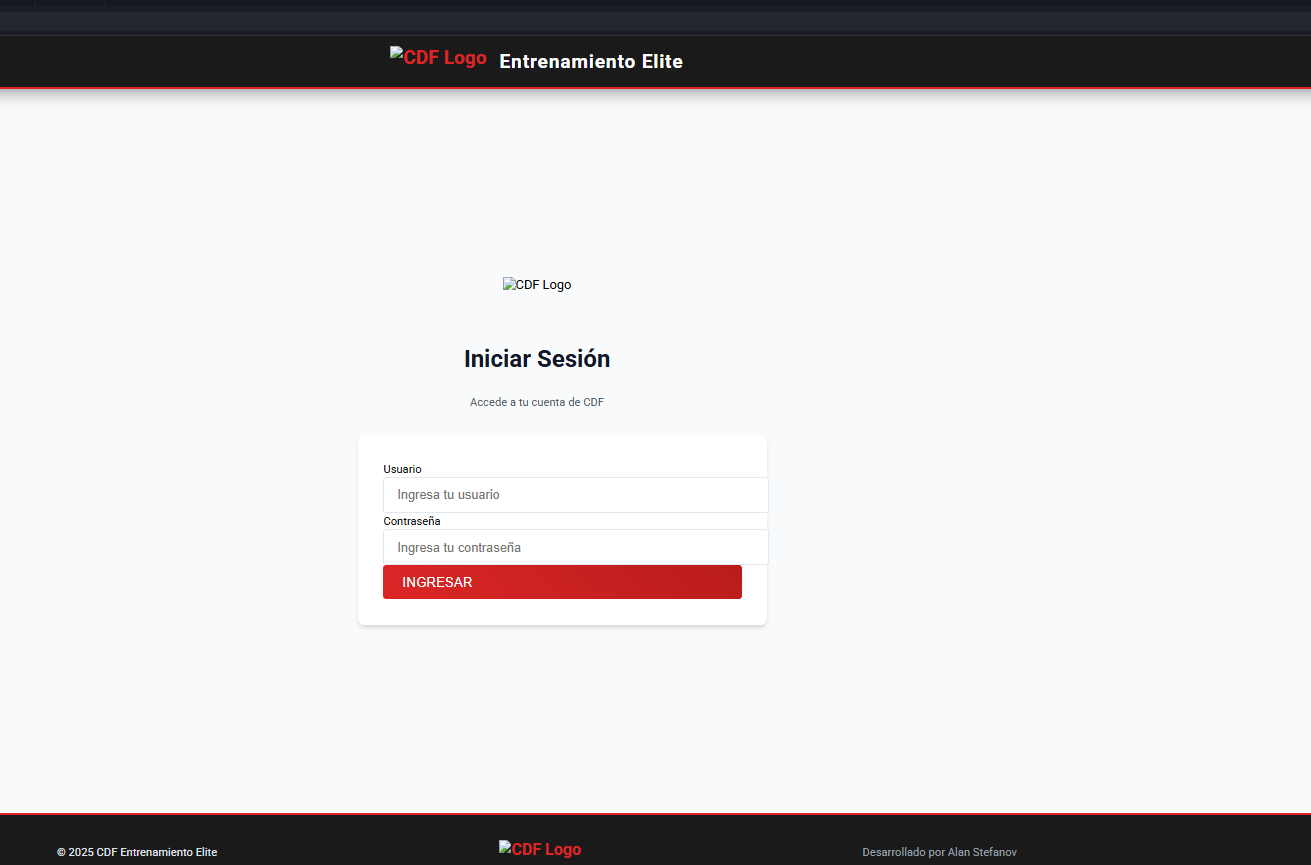 CDF Logo Entrenamiento Elite
CDF Logo
Iniciar Sesión
Accede a tu cuenta de CDF
Usuario
Ingresa tu usuario
Contraseña
Ingresa tu contraseña
INGRESAR
© 2025 CDF Entrenamiento Elite
CDF Logo
Desarrollado por Alan Stefanov